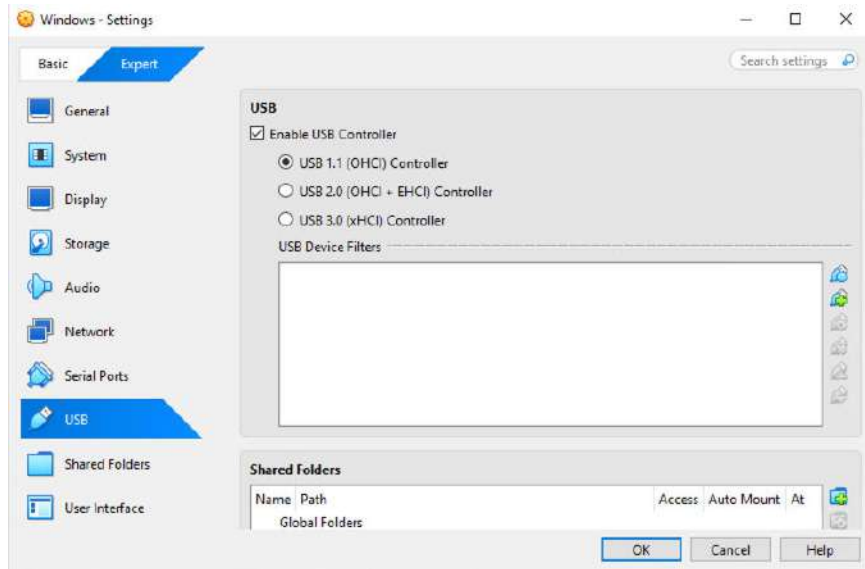 Windows - Settings
Basic
Expert
Search settings
General
System
Display
Storage
Audio
Network
Serial Ports
USB
Shared Folders
User Interface
USB
Enable USB Controller
USB 1.1 (OHCI) Controller
USB 2.0 (OHCI + EHCI) Controller
USB 3.0 (xHCI) Controller
USB Device Filters
Shared Folders
Name Path Access Auto Mount At
Global Folders
OK Cancel Help